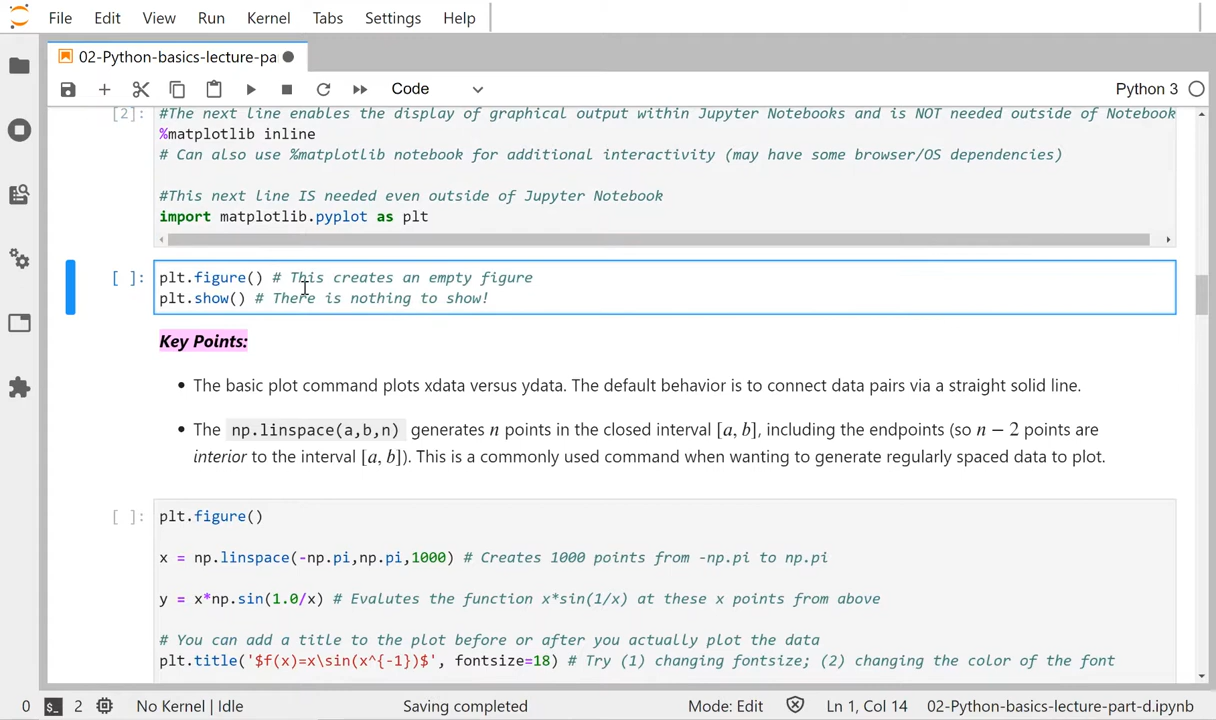 File Edit View Run Kernel Tabs Settings Help
02-Python-basics-lecture-pa
Code
Python 3
[2]:
#The next line enables the display of graphical output within Jupyter Notebooks and is NOT needed outside of Notebook
%matplotlib inline
# Can also use %matplotlib notebook for additional interactivity (may have some browser/OS dependencies)
#This next line IS needed even outside of Jupyter Notebook
import matplotlib.pyplot as plt
[ ]: plt.figure() # This creates an empty figure
plt.show() # There is nothing to show!
Key Points:
• The basic plot command plots xdata versus ydata. The default behavior is to connect data pairs via a straight solid line.
• The np.linspace(a,b,n) generates n points in the closed interval [a, b], including the endpoints (so n − 2 points are
interior to the interval [a, b]). This is a commonly used command when wanting to generate regularly spaced data to plot.
[ ]: plt.figure()
x = np.linspace(-np.pi,np.pi,1000) # Creates 1000 points from -np.pi to np.pi
y = x*np.sin(1.0/x) # Evalutes the function x*sin(1/x) at these x points from above
# You can add a title to the plot before or after you actually plot the data
plt.title('$f(x)=x\sin(x^{-1})$', fontsize=18) # Try (1) changing fontsize; (2) changing the color of the font
0 $_ 2 No Kernel | Idle Saving completed Mode: Edit Ln 1, Col 14 02-Python-basics-lecture-part-d.ipynb